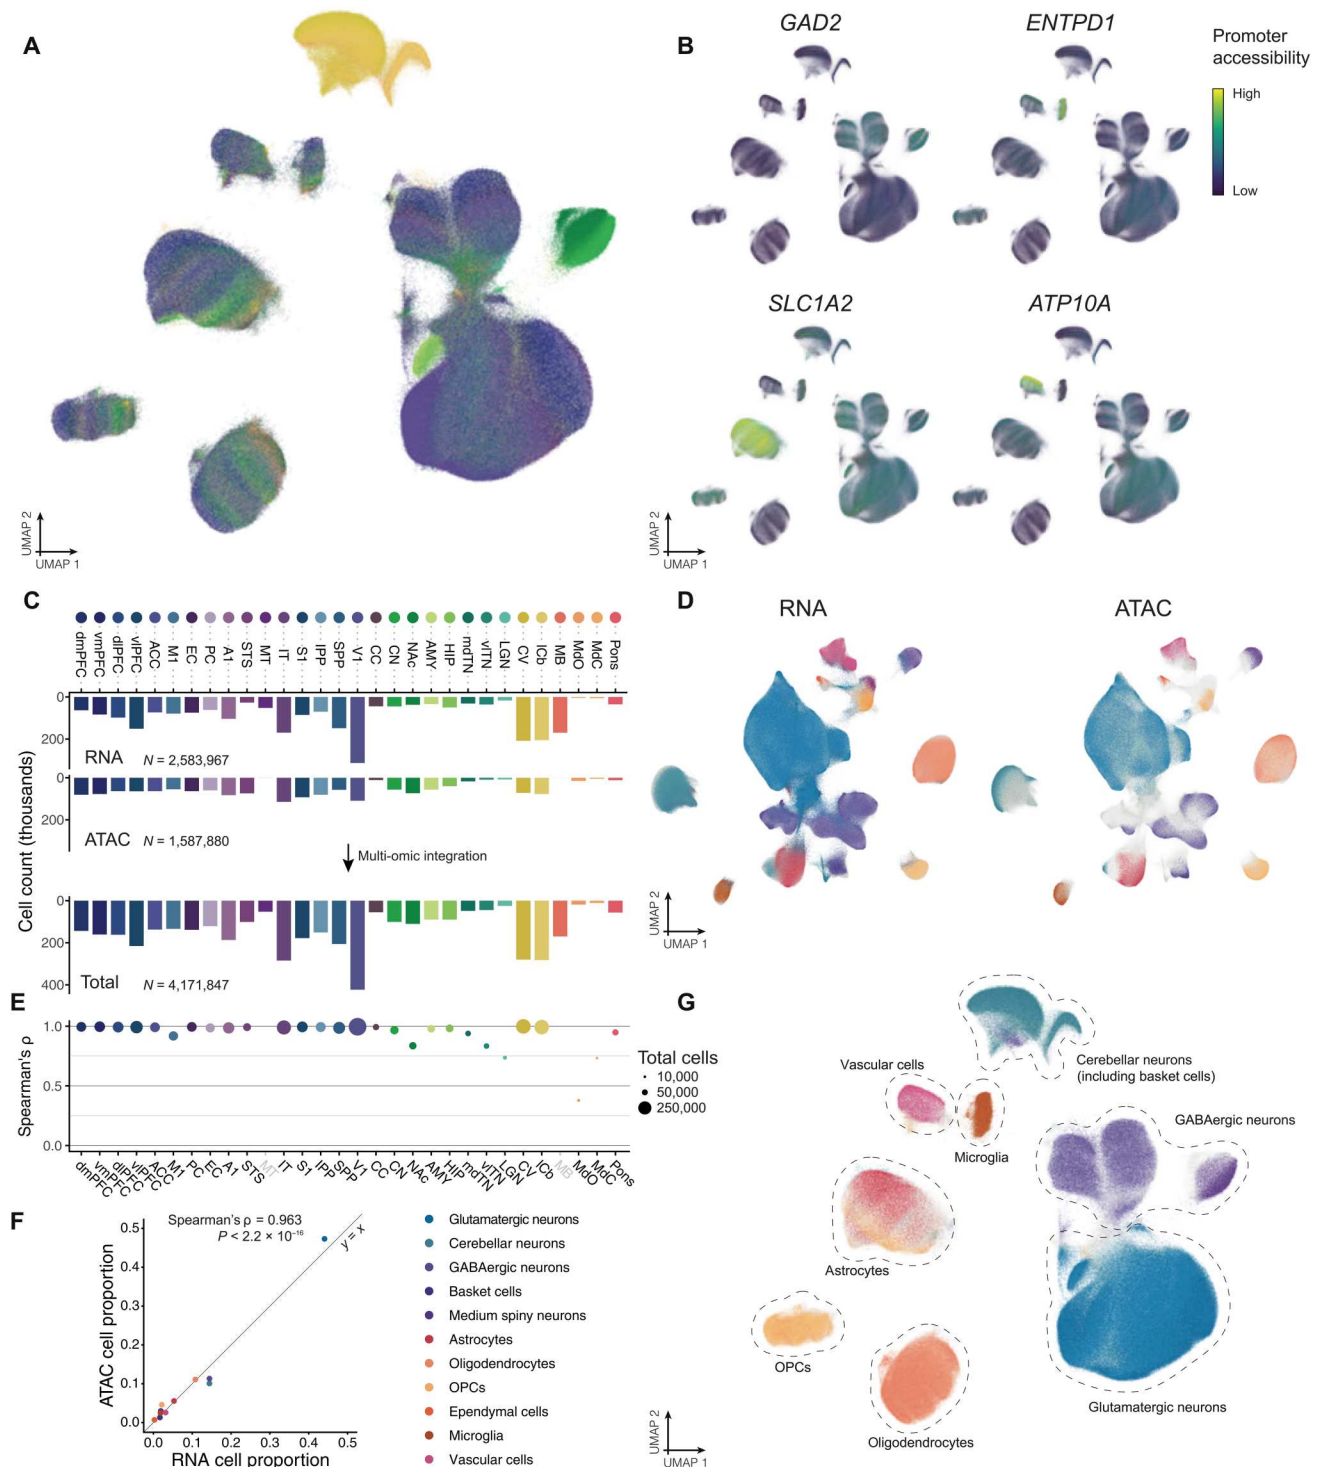 A
UMAP 2
UMAP 1
B
GAD2
ENTPD1
Promoter
accessibility
High
Low
SLC1A2
ATP10A
UMAP 2
UMAP 1
C
dmPFC
vmPFC
dlPFC
vlPFC
ACC
M1
EC
PC
A1
STS
MT
IT
S1
IPP
SPP
V1
CC
CN
NAc
AMY
HIP
mdTN
vlTN
LGN
CV
lCb
MB
MdO
MdC
Pons
Cell count (thousands)
0
200
RNA
N = 2,583,967
0
200
ATAC
N = 1,587,880
Multi-omic integration
0
200
400
Total
N = 4,171,847
D
RNA
ATAC
UMAP 2
UMAP 1
E
Spearman's ρ
1.0
0.5
0.0
Total cells
10,000
50,000
250,000
dmPFC
vmPFC
dlPFC
vlPFC
ACC
M1
PC
EC
A1
STS
MT
IT
S1
IPP
SPP
V1
CC
CN
NAc
AMY
HIP
mdTN
vlTN
LGN
CV
lCb
MB
MdO
MdC
Pons
F
Spearman's ρ = 0.963
P < 2.2 × 10⁻¹⁶
y = x
ATAC cell proportion
0.5
0.4
0.3
0.2
0.1
0.0
0.0
0.1
0.2
0.3
0.4
0.5
RNA cell proportion
Glutamatergic neurons
Cerebellar neurons
GABAergic neurons
Basket cells
Medium spiny neurons
Astrocytes
Oligodendrocytes
OPCs
Ependymal cells
Microglia
Vascular cells
G
Vascular cells
Cerebellar neurons
(including basket cells)
GABAergic neurons
Microglia
Astrocytes
OPCs
Oligodendrocytes
Glutamatergic neurons
UMAP 2
UMAP 1